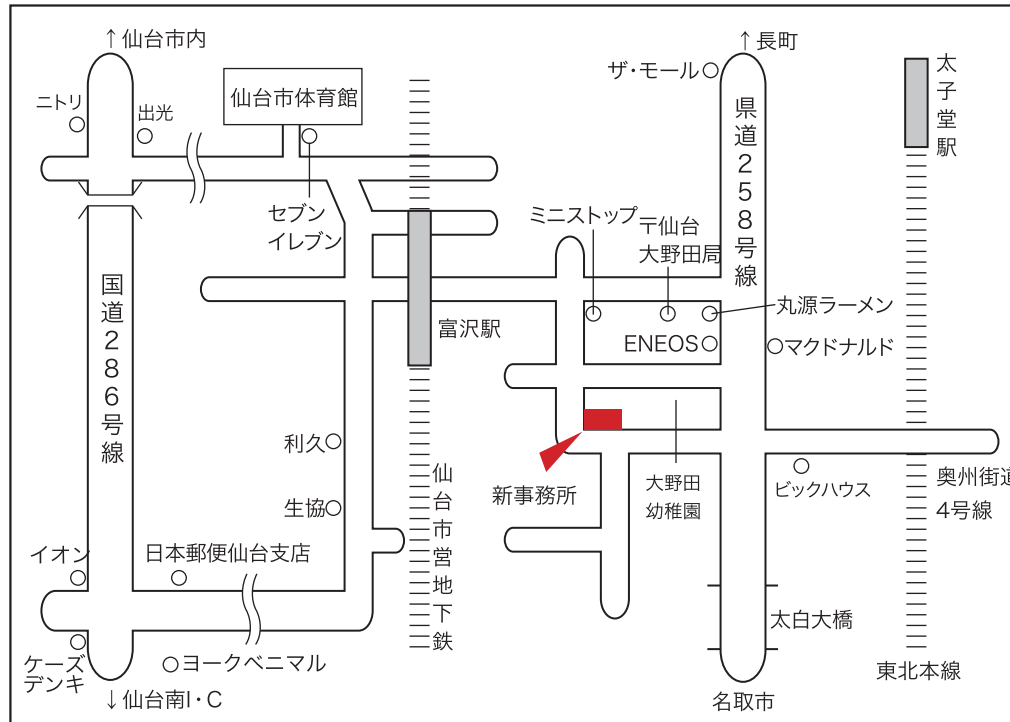 ↑仙台市内
ニトリ
出光
仙台市体育館
セブン
イレブン
↑長町
ザ・モール
県道258号線
太子堂駅
ミニストップ
〒仙台
大野田局
丸源ラーメン
ENEOS
マクドナルド
富沢駅
国道286号線
利久
生協
仙台市営地下鉄
新事務所
大野田
幼稚園
ビックハウス
奥州街道
4号線
イオン
日本郵便仙台支店
太白大橋
ケーズ
デンキ
ヨークベニマル
↓仙台南I・C
名取市
東北本線